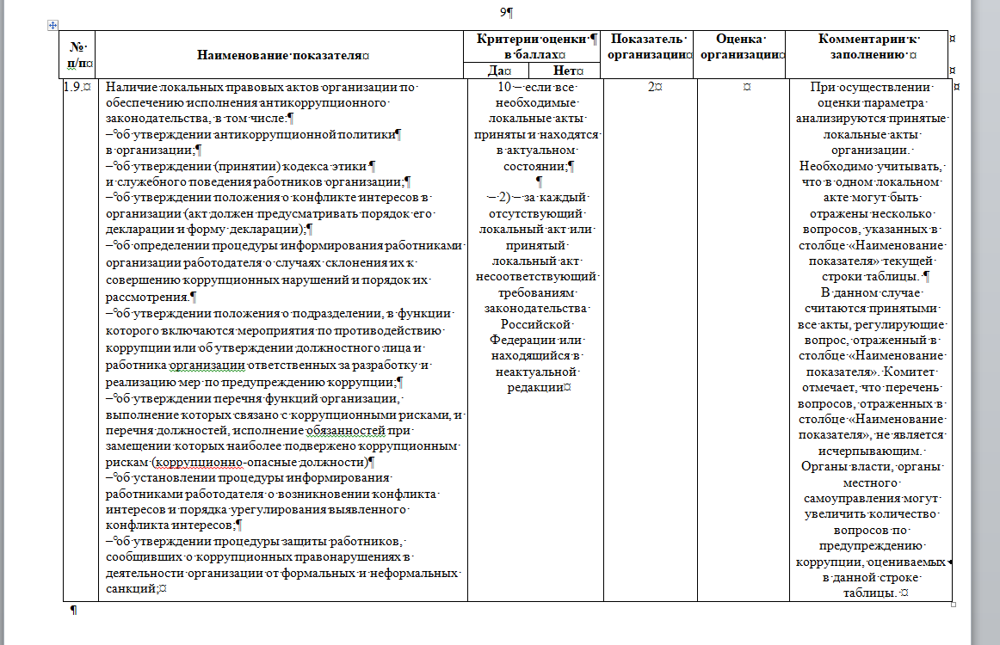 9¶
№
п/п¤
Наименование показателя¤
Критерии оценки ¶
в баллах¤
Да¤
Нет¤
Показатель
организации¤
Оценка
организации¤
Комментарии к
заполнению ¤
1.9.¤
Наличие локальных правовых актов организации по
обеспечению исполнения антикоррупционного
законодательства, в том числе:¶
–°об утверждении антикоррупционной политики¶
в организации;¶
–°об утверждении (принятии) кодекса этики ¶
и служебного поведения работников организации;¶
–°об утверждении положения о конфликте интересов в
организации (акт должен предусматривать порядок его
декларации и форму декларации);¶
–°об определении процедуры информирования работниками
организации работодателя о случаях склонения их к
совершению коррупционных нарушений и порядок их
рассмотрения.¶
–°об утверждении положения о подразделении, в функции
которого включаются мероприятия по противодействию
коррупции или об утверждении должностного лица и
работника организации ответственных за разработку и
реализацию мер по предупреждению коррупции;¶
–°об утверждении перечня функций организации,
выполнение которых связано с коррупционными рисками, и
перечня должностей, исполнение обязанностей при
замещении которых наиболее подвержено коррупционным
рискам (коррупционно-опасные должности)¶
–°об установлении процедуры информирования
работниками работодателя о возникновении конфликта
интересов и порядка урегулирования выявленного
конфликта интересов;¶
–°об утверждении процедуры защиты работников,
сообщивших о коррупционных правонарушениях в
деятельности организации от формальных и неформальных
санкций;¤
10 – если все
необходимые
локальные акты
приняты и находятся
в актуальном
состоянии;¶
¶
– 2) – за каждый
отсутствующий
локальный акт или
принятый
локальный акт
несоответствующий
требованиям
законодательства
Российской
Федерации или
находящийся в
неактуальной
редакции¤
2¤
¤
При осуществлении
оценки параметра
анализируются принятые
локальные акты
организации.
Необходимо учитывать,
что в одном локальном
акте могут быть
отражены несколько
вопросов, указанных в
столбце «Наименование
показателя» текущей
строки таблицы. ¶
В данном случае
считаются принятыми
все акты, регулирующие
вопрос, отраженный в
столбце «Наименование
показателя». Комитет
отмечает, что перечень
вопросов, отраженных в
столбце «Наименование
показателя», не является
исчерпывающим.
Органы власти, органы
местного
самоуправления могут
увеличить количество
вопросов по
предупреждению
коррупции, оцениваемых
в данной строке
таблицы. ¤
¶